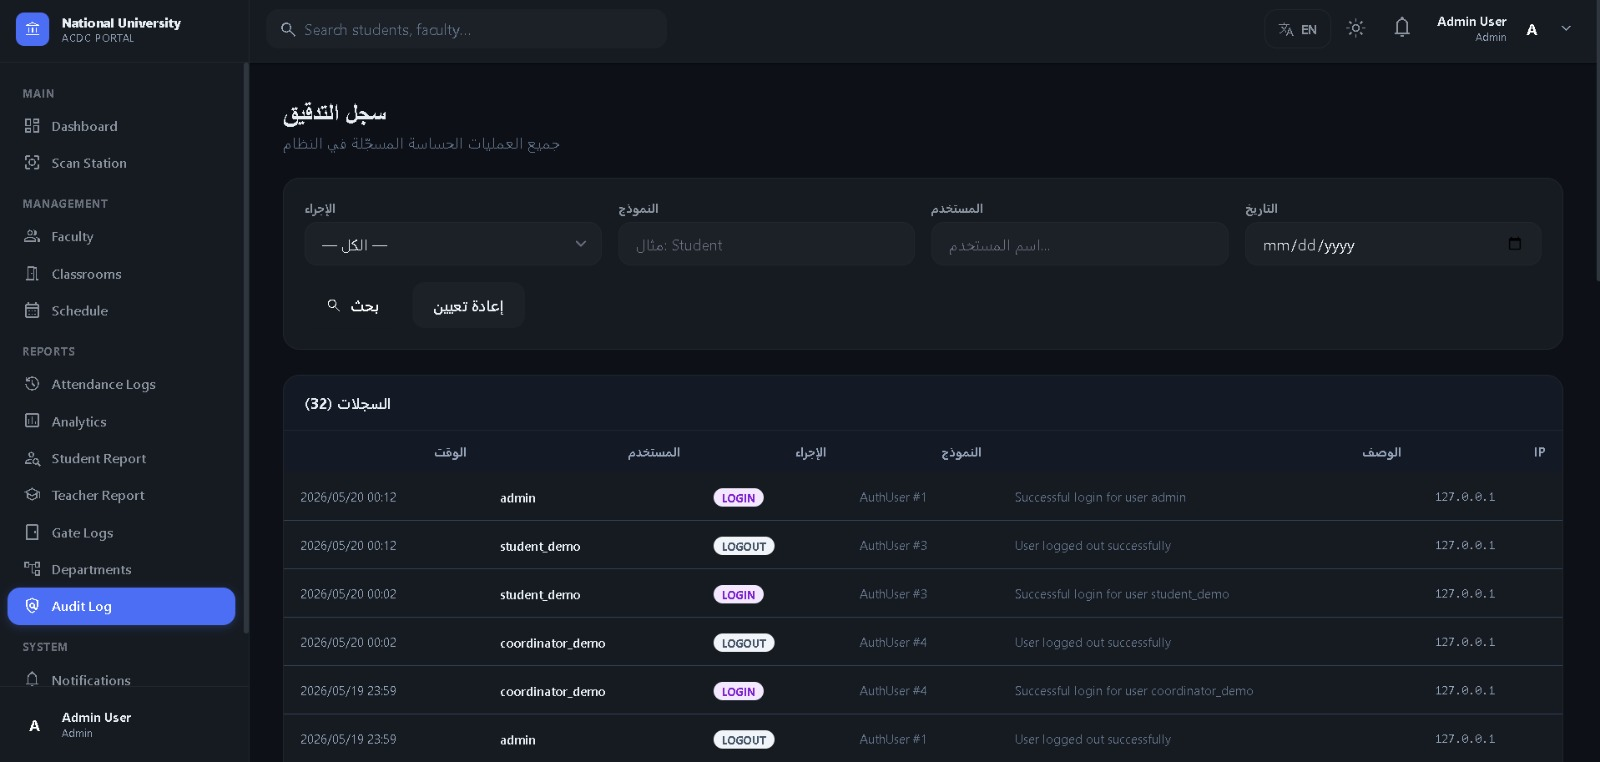 National University
ACDC PORTAL
Search students, faculty...
EN
Admin User
Admin
A
MAIN
Dashboard
Scan Station
MANAGEMENT
Faculty
Classrooms
Schedule
REPORTS
Attendance Logs
Analytics
Student Report
Teacher Report
Gate Logs
Departments
Audit Log
SYSTEM
Notifications
A
Admin User
Admin
سجل التدقيق
جميع العمليات الحساسة المسجّلة في النظام
الإجراء
النموذج
المستخدم
التاريخ
— الكل —
مثال: Student
اسم المستخدم...
mm/dd/yyyy
بحث
إعادة تعيين
السجلات (32)
الوقت المستخدم الإجراء النموذج الوصف IP
2026/05/20 00:12 admin LOGIN AuthUser #1 Successful login for user admin 127.0.0.1
2026/05/20 00:12 student_demo LOGOUT AuthUser #3 User logged out successfully 127.0.0.1
2026/05/20 00:02 student_demo LOGIN AuthUser #3 Successful login for user student_demo 127.0.0.1
2026/05/20 00:02 coordinator_demo LOGOUT AuthUser #4 User logged out successfully 127.0.0.1
2026/05/19 23:59 coordinator_demo LOGIN AuthUser #4 Successful login for user coordinator_demo 127.0.0.1
2026/05/19 23:59 admin LOGOUT AuthUser #1 User logged out successfully 127.0.0.1